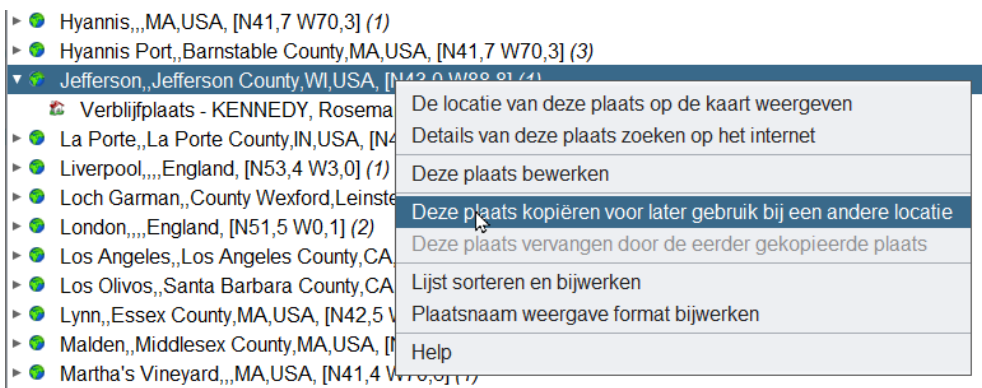 Hyannis,,,MA,USA, [N41,7 W70,3] (1)
Hyannis Port,,Barnstable County,MA,USA, [N41,7 W70,3] (3)
Jefferson,,Jefferson County,WI,USA, [N43,0 W88,8] (1)
Verblijfplaats - KENNEDY, Rosema
La Porte,,La Porte County,IN,USA, [N4
Liverpool,,,,England, [N53,4 W3,0] (1)
Loch Garman,,County Wexford,Leinste
London,,,,England, [N51,5 W0,1] (2)
Los Angeles,,Los Angeles County,CA,
Los Olivos,,Santa Barbara County,CA
Lynn,,Essex County,MA,USA, [N42,5
Malden,,Middlesex County,MA,USA, [
Martha's Vineyard,,,MA,USA, [N41,4
De locatie van deze plaats op de kaart weergeven
Details van deze plaats zoeken op het internet
Deze plaats bewerken
Deze plaats kopiëren voor later gebruik bij een andere locatie
Deze plaats vervangen door de eerder gekopieerde plaats
Lijst sorteren en bijwerken
Plaatsnaam weergave format bijwerken
Help